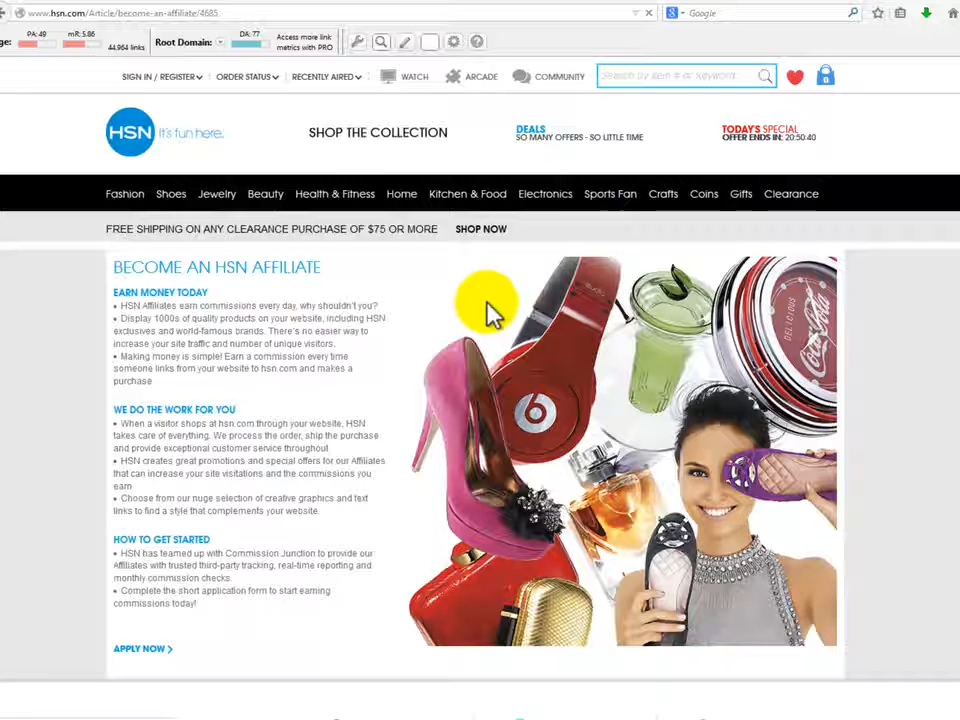 www.hsn.com/Article/become-an-affiliate/4685
Google
ge:
PA: 49
mR: 5.86
44,964 links
Root Domain:
DA: 77
Access more link
metrics with PRO
SIGN IN / REGISTER
ORDER STATUS
RECENTLY AIRED
WATCH
ARCADE
COMMUNITY
Search by item # or keyword...
0
HSN
It's fun here.
SHOP THE COLLECTION
DEALS
SO MANY OFFERS - SO LITTLE TIME
TODAY'S SPECIAL
OFFER ENDS IN: 20:50:40
Fashion Shoes Jewelry Beauty Health & Fitness Home Kitchen & Food Electronics Sports Fan Crafts Coins Gifts Clearance
FREE SHIPPING ON ANY CLEARANCE PURCHASE OF $75 OR MORE SHOP NOW
BECOME AN HSN AFFILIATE
EARN MONEY TODAY
• HSN Affiliates earn commissions every day, why shouldn't you?
• Display 1000s of quality products on your website, including HSN
exclusives and world-famous brands. There's no easier way to
increase your site traffic and number of unique visitors.
• Making money is simple! Earn a commission every time
someone links from your website to hsn.com and makes a
purchase
WE DO THE WORK FOR YOU
• When a visitor shops at hsn.com through your website, HSN
takes care of everything. We process the order, ship the purchase
and provide exceptional customer service throughout
• HSN creates great promotions and special offers for our Affiliates
that can increase your site visitations and the commissions you
earn
• Choose from our huge selection of creative graphics and text
links to find a style that complements your website.
HOW TO GET STARTED
• HSN has teamed up with Commission Junction to provide our
Affiliates with trusted third-party tracking, real-time reporting and
monthly commission checks.
• Complete the short application form to start earning
commissions today!
APPLY NOW
studio
DELICIOUS
Coca-Cola